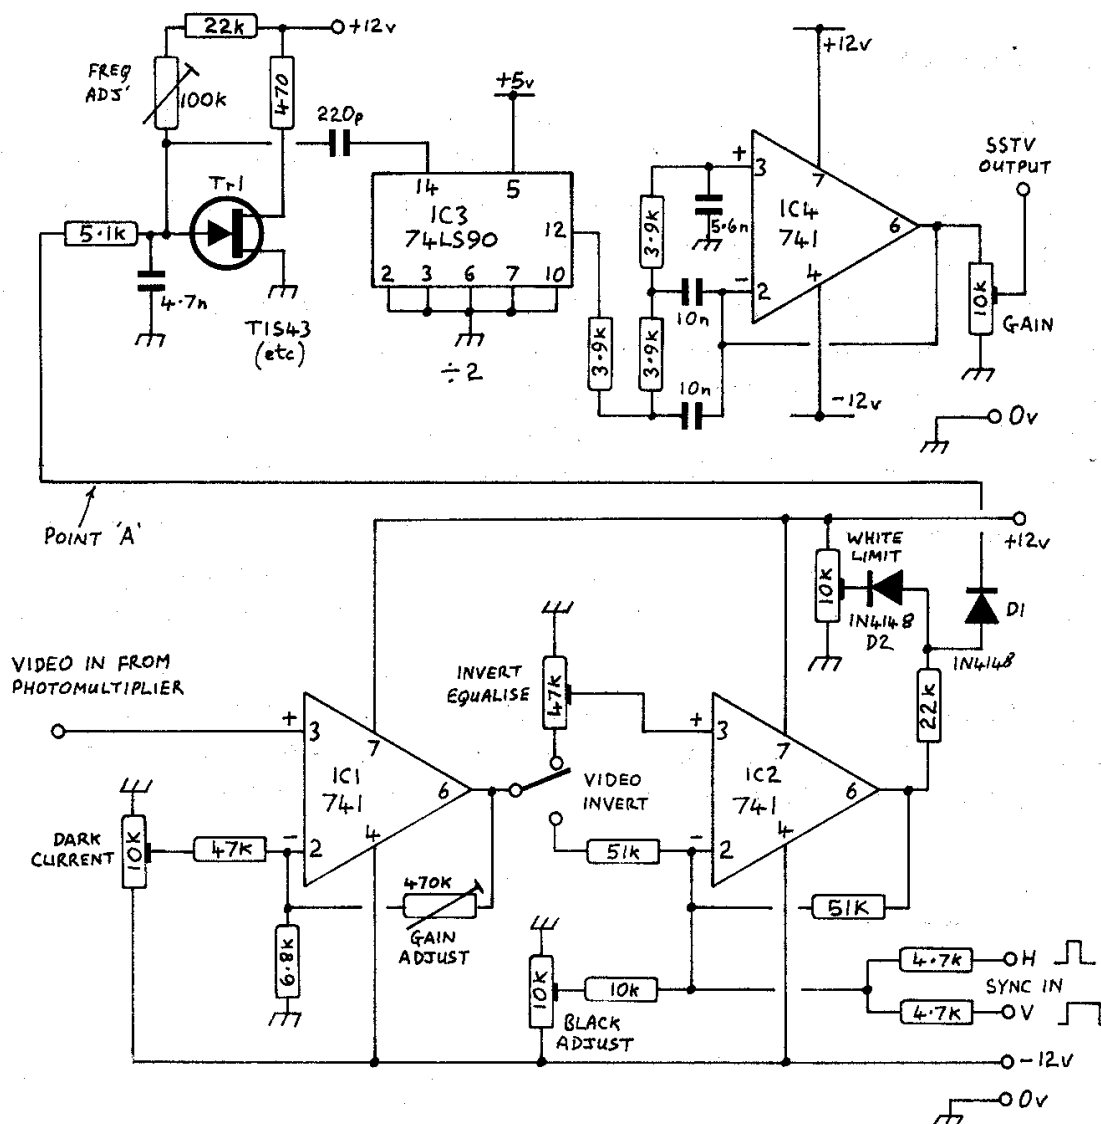 22k
+12v
FREQ
ADJ'
100k
470
220p
+5v
+12v
SSTV
OUTPUT
Tr1
14
5
IC3
74LS90
12
2
3
6
7
10
÷2
5.1k
4.7n
TIS43
(etc)
3.9k
3.9k
3.9k
5.6n
10n
10n
+
3
7
IC4
741
6
4
-
2
10k
GAIN
-12v
0v
POINT 'A'
+12v
WHITE
LIMIT
10K
1N4148
D2
D1
1N4148
22K
VIDEO IN FROM
PHOTOMULTIPLIER
INVERT
EQUALISE
47K
+
3
7
IC1
741
6
4
-
2
VIDEO
INVERT
+
3
7
IC2
741
6
4
-
2
DARK
CURRENT
10K
47K
51K
470K
GAIN
ADJUST
51K
6.8K
10K
10k
BLACK
ADJUST
4.7k
H
SYNC IN
4.7K
V
-12v
0v